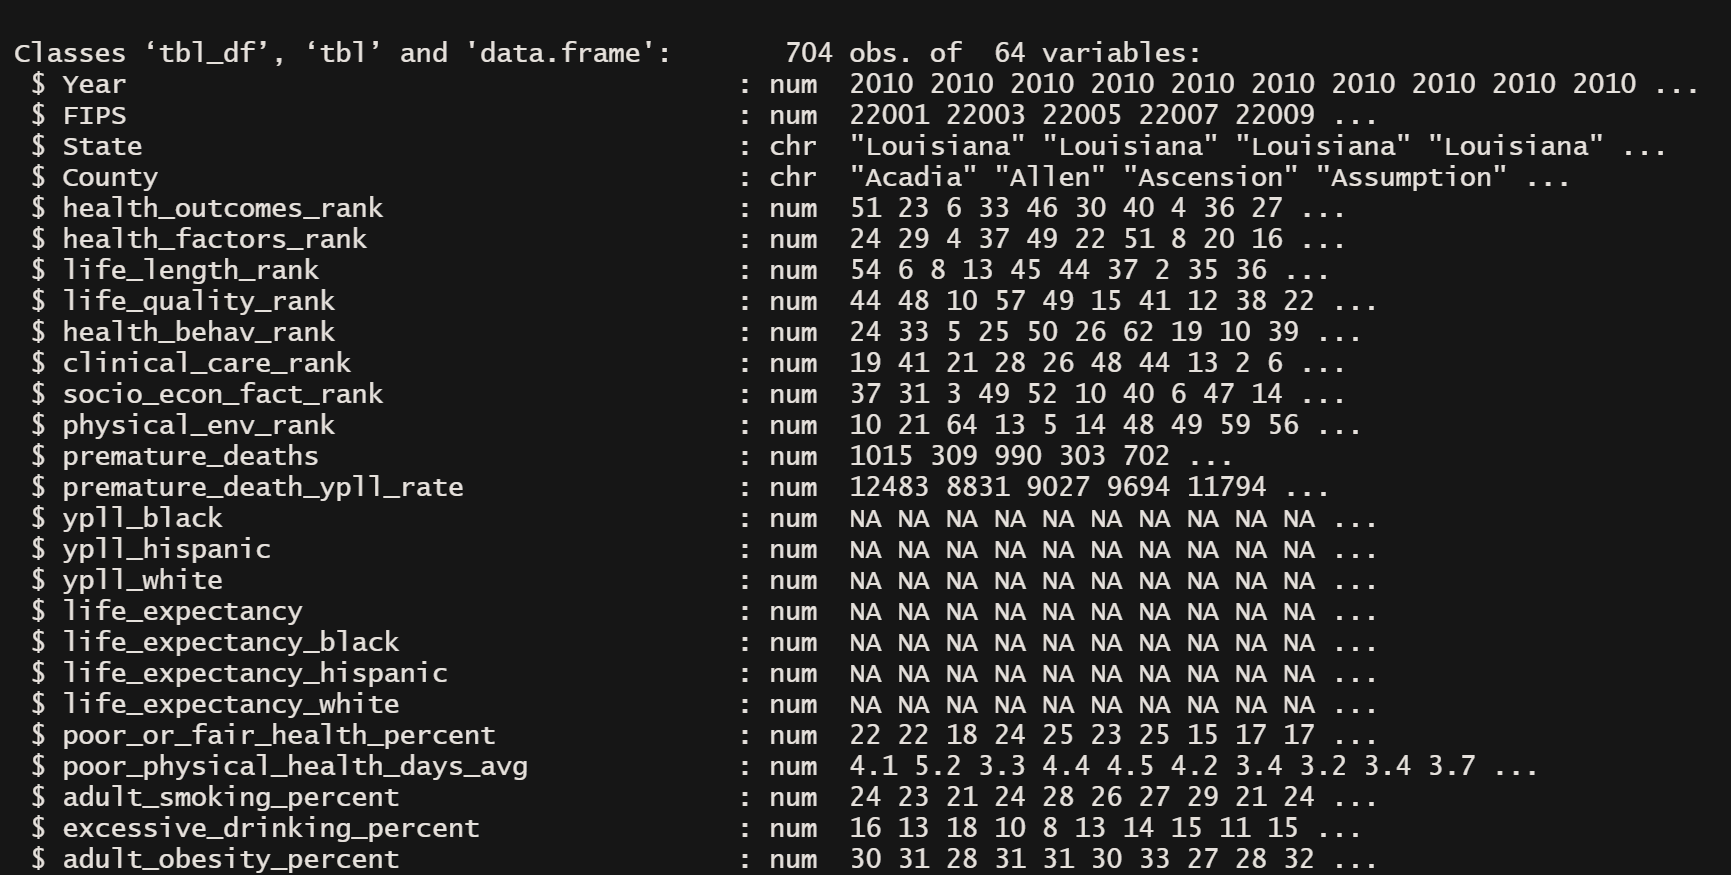 Classes ‘tbl_df’, ‘tbl’ and 'data.frame':	704 obs. of  64 variables:
 $ Year                                     : num  2010 2010 2010 2010 2010 2010 2010 2010 2010 2010 ...
 $ FIPS                                     : num  22001 22003 22005 22007 22009 ...
 $ State                                    : chr  "Louisiana" "Louisiana" "Louisiana" "Louisiana" ...
 $ County                                   : chr  "Acadia" "Allen" "Ascension" "Assumption" ...
 $ health_outcomes_rank                     : num  51 23 6 33 46 30 40 4 36 27 ...
 $ health_factors_rank                      : num  24 29 4 37 49 22 51 8 20 16 ...
 $ life_length_rank                         : num  54 6 8 13 45 44 37 2 35 36 ...
 $ life_quality_rank                        : num  44 48 10 57 49 15 41 12 38 22 ...
 $ health_behav_rank                        : num  24 33 5 25 50 26 62 19 10 39 ...
 $ clinical_care_rank                       : num  19 41 21 28 26 48 44 13 2 6 ...
 $ socio_econ_fact_rank                     : num  37 31 3 49 52 10 40 6 47 14 ...
 $ physical_env_rank                        : num  10 21 64 13 5 14 48 49 59 56 ...
 $ premature_deaths                         : num  1015 309 990 303 702 ...
 $ premature_death_ypll_rate                : num  12483 8831 9027 9694 11794 ...
 $ ypll_black                               : num  NA NA NA NA NA NA NA NA NA NA ...
 $ ypll_hispanic                            : num  NA NA NA NA NA NA NA NA NA NA ...
 $ ypll_white                               : num  NA NA NA NA NA NA NA NA NA NA ...
 $ life_expectancy                          : num  NA NA NA NA NA NA NA NA NA NA ...
 $ life_expectancy_black                    : num  NA NA NA NA NA NA NA NA NA NA ...
 $ life_expectancy_hispanic                 : num  NA NA NA NA NA NA NA NA NA NA ...
 $ life_expectancy_white                    : num  NA NA NA NA NA NA NA NA NA NA ...
 $ poor_or_fair_health_percent              : num  22 22 18 24 25 23 25 15 17 17 ...
 $ poor_physical_health_days_avg            : num  4.1 5.2 3.3 4.4 4.5 4.2 3.4 3.2 3.4 3.7 ...
 $ adult_smoking_percent                    : num  24 23 21 24 28 26 27 29 21 24 ...
 $ excessive_drinking_percent               : num  16 13 18 10 8 13 14 15 11 15 ...
 $ adult_obesity_percent                    : num  30 31 28 31 31 30 33 27 28 32 ...